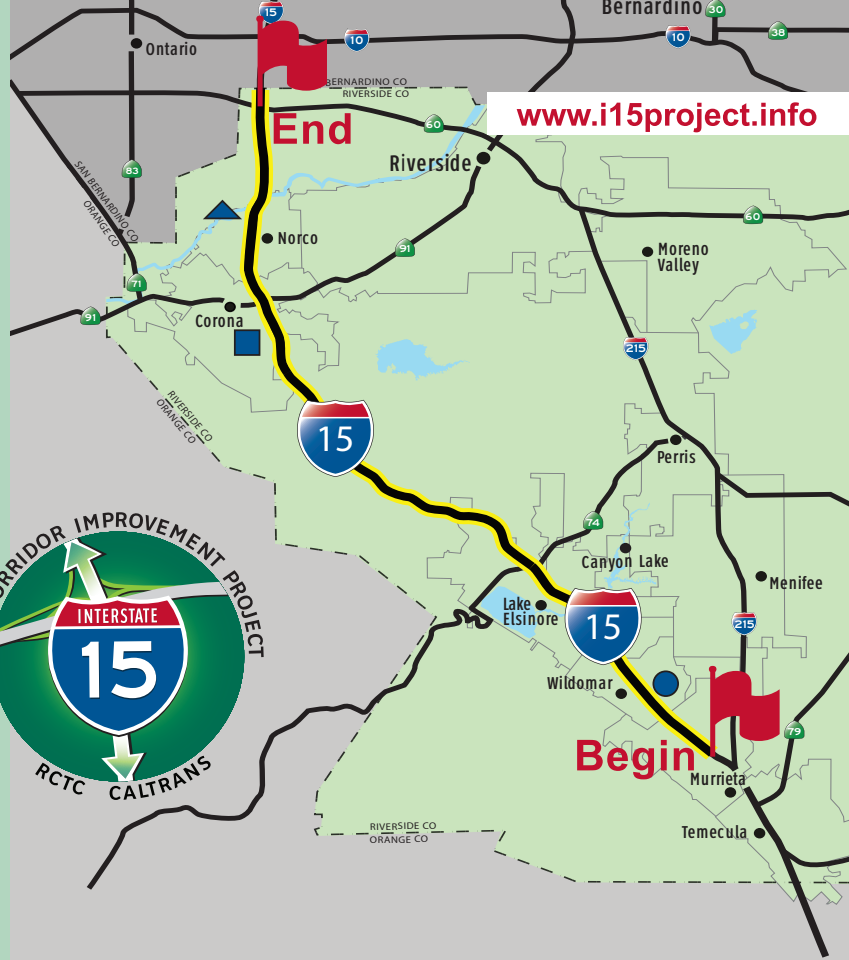 Bernardino
30
15
10
10
38
Ontario
SAN BERNARDINO CO
ORANGE CO
BERNARDINO CO
RIVERSIDE CO
www.i15project.info
End
60
Riverside
83
60
Norco
91
Moreno
Valley
71
91
Corona
215
RIVERSIDE CO
ORANGE CO
15
Perris
74
Canyon Lake
Menifee
Lake
Elsinore
15
215
Wildomar
79
Begin
Murrieta
Temecula
RIVERSIDE CO
ORANGE CO
IMPROVEMENT PROJECT
INTERSTATE
15
RCTC CALTRANS